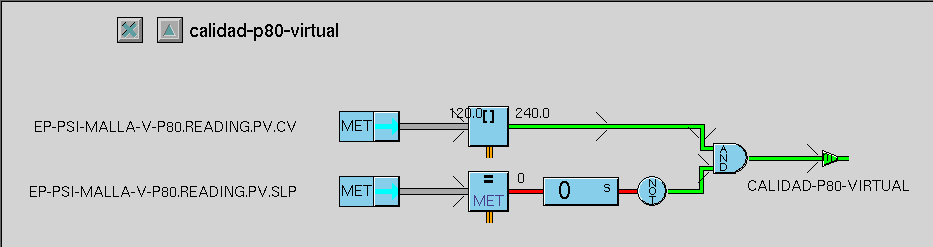 calidad-p80-virtual
120.0 [] 240.0
EP-PSI-MALLA-V-P80.READING.PV.CV MET
AND
EP-PSI-MALLA-V-P80.READING.PV.SLP MET
= 0
MET
0 s
NOT
CALIDAD-P80-VIRTUAL